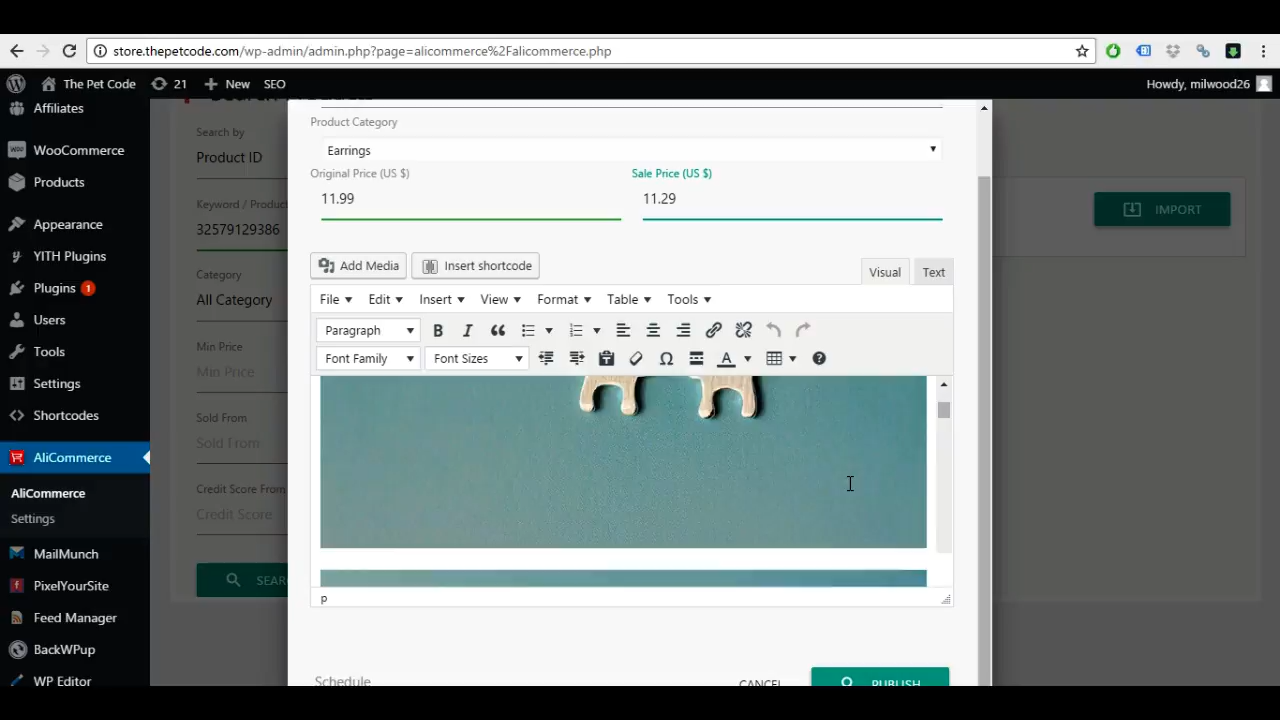 store.thepetcode.com/wp-admin/admin.php?page=alicommerce%2Falicommerce.php
The Pet Code
21
New
SEO
Howdy, milwood26
Affiliates
WooCommerce
Products
Appearance
YITH Plugins
Plugins 1
Users
Tools
Settings
Shortcodes
AliCommerce
AliCommerce
Settings
MailMunch
PixelYourSite
Feed Manager
BackWPup
WP Editor
Search by
Product ID
Keyword / Produc
32579129386
Category
All Category
Min Price
Min Price
Sold From
Sold From
Credit Score From
Credit Score
SEAR
IMPORT
Product Category
Earrings
Original Price (US $)
Sale Price (US $)
11.99
11.29
Add Media
Insert shortcode
Visual
Text
File
Edit
Insert
View
Format
Table
Tools
Paragraph
B
I
Font Family
Font Sizes
Ω
A
p
Schedule
CANCEL
PUBLISH